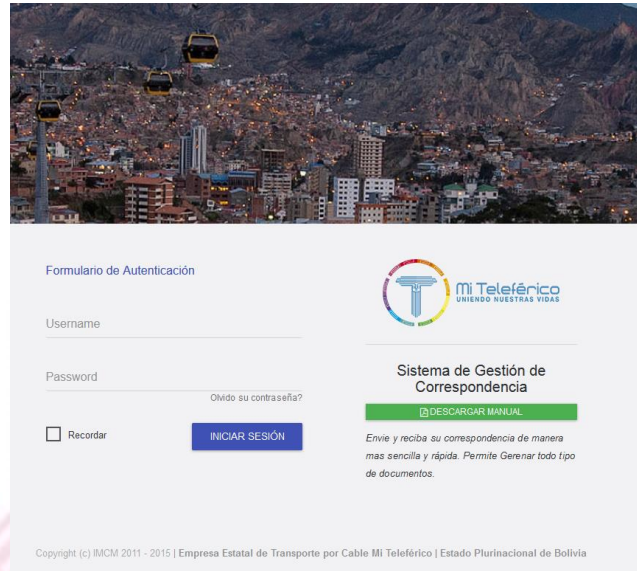 Formulario de Autenticación
Username
Password
Olvido su contraseña?
Recordar
INICIAR SESIÓN
Mi Teleférico
UNIENDO NUESTRAS VIDAS
Sistema de Gestión de
Correspondencia
DESCARGAR MANUAL
Envie y reciba su correspondencia de manera
mas sencilla y rápida. Permite Gerenar todo tipo
de documentos.
Copyright (c) IMCM 2011 - 2015 | Empresa Estatal de Transporte por Cable Mi Teleférico | Estado Plurinacional de Bolivia